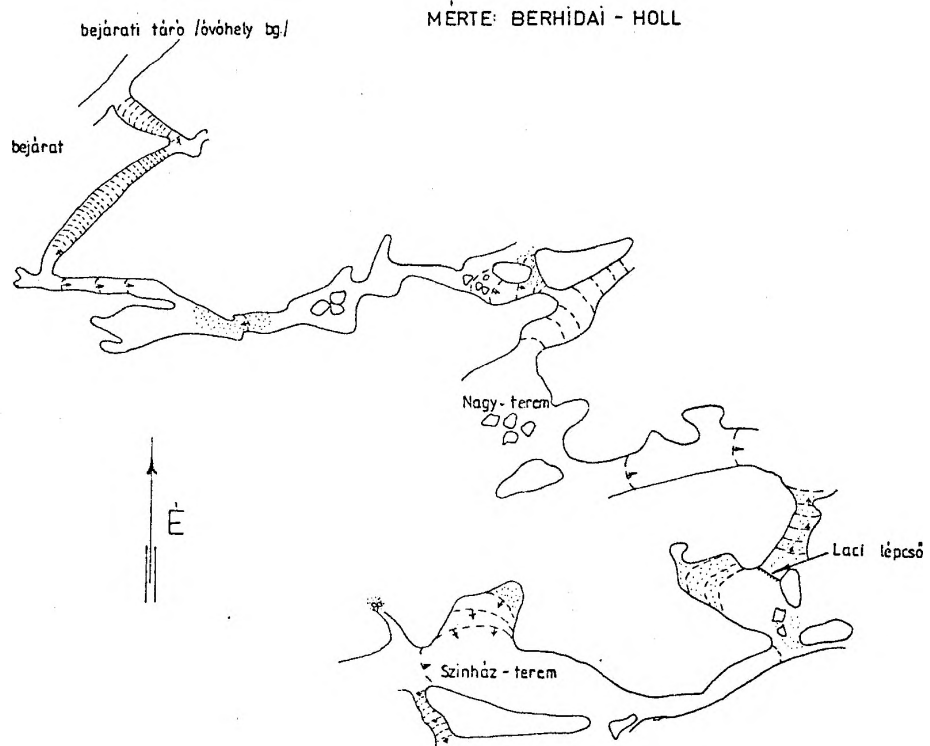 MÉRTE: BERHIDAI - HOLL
bejárati táró /óvóhely bg./
bejárat
Nagy-terem
É
Laci lépcső
Szinház-terem